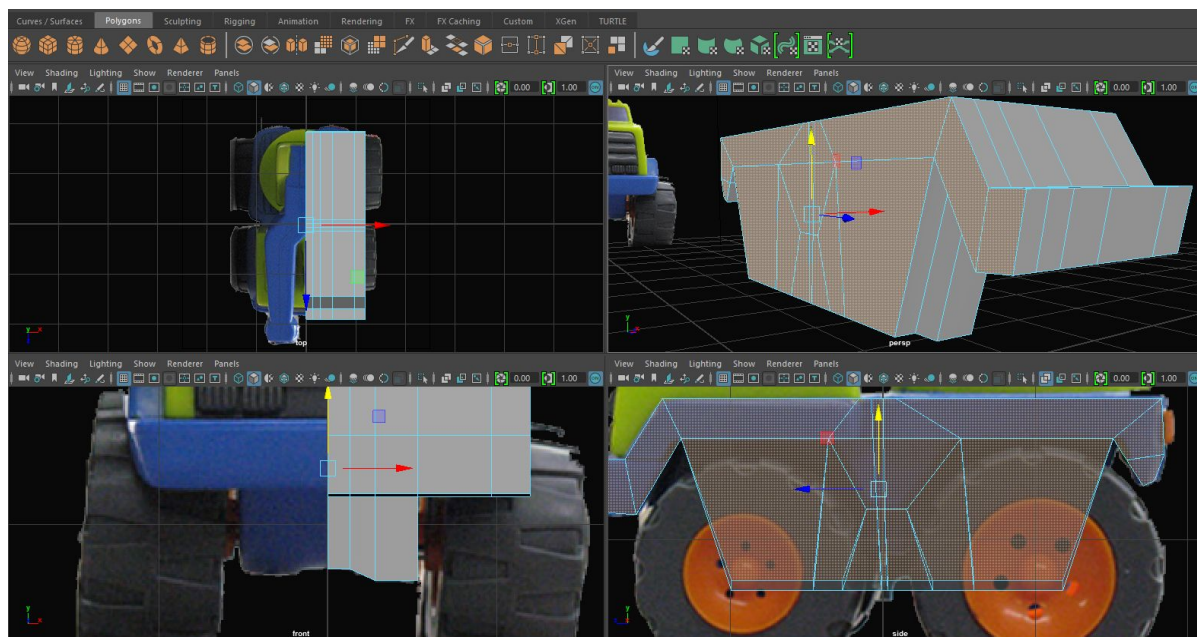 Curves / Surfaces Polygons Sculpting Rigging Animation Rendering FX FX Caching Custom XGen TURTLE
View Shading Lighting Show Renderer Panels
0.00 1.00
View Shading Lighting Show Renderer Panels
0.00 1.00
top
y x
persp
y
View Shading Lighting Show Renderer Panels
0.00 1.00
View Shading Lighting Show Renderer Panels
0.00 1.00
front
y
side
y